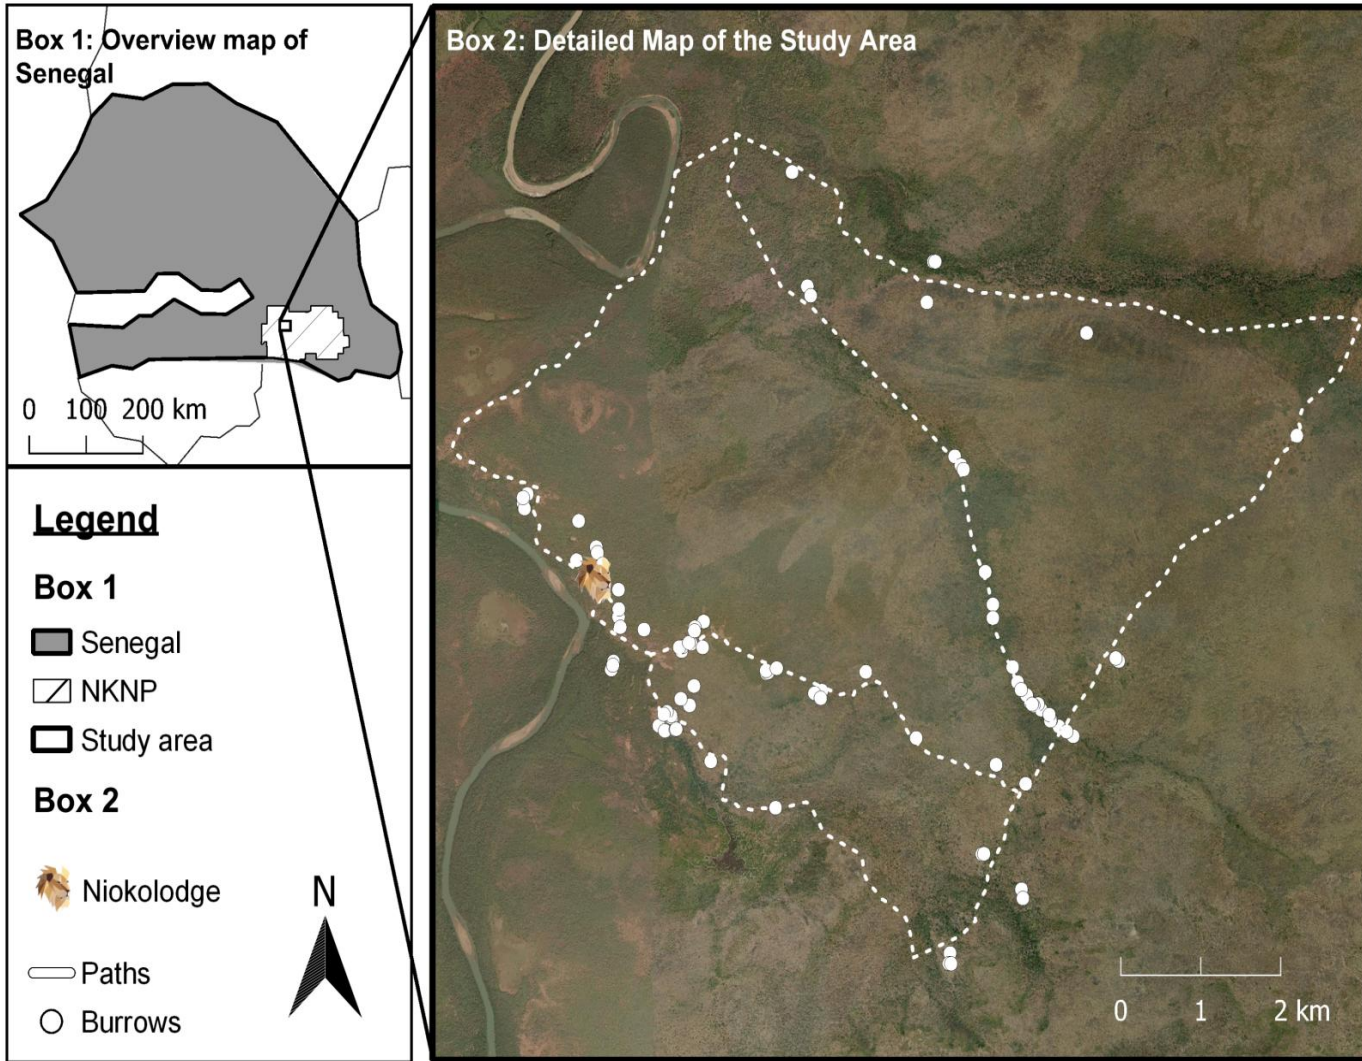 Box 1: Overview map of
Senegal
0 100 200 km
Legend
Box 1
Senegal
NKNP
Study area
Box 2
Niokolodge
N
Paths
Burrows
Box 2: Detailed Map of the Study Area
0 1 2 km